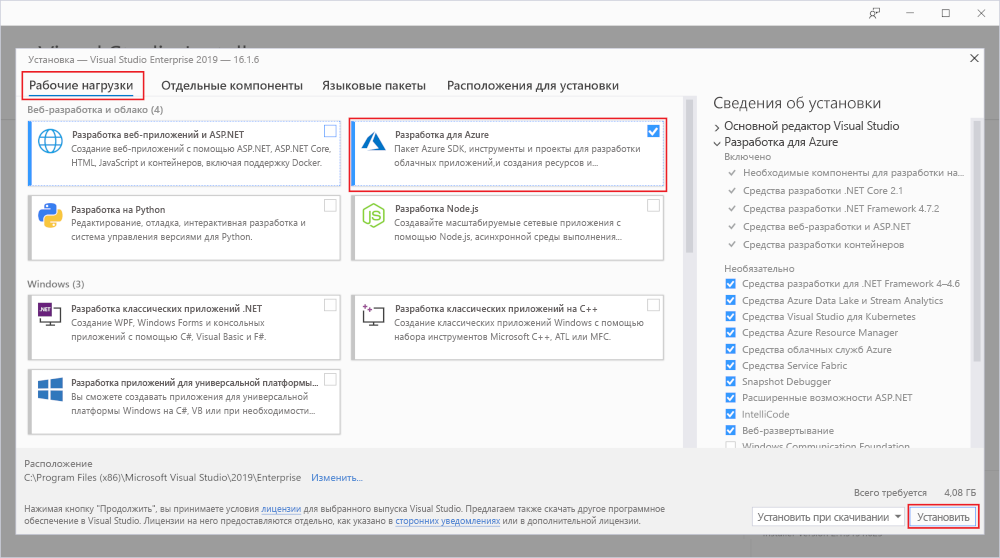 Установка — Visual Studio Enterprise 2019 — 16.1.6
Рабочие нагрузки
Отдельные компоненты
Языковые пакеты
Расположения для установки
Веб-разработка и облако (4)
Разработка веб-приложений и ASP.NET
Создание веб-приложений с помощью ASP.NET, ASP.NET Core,
HTML, JavaScript и контейнеров, включая поддержку Docker.
Разработка для Azure
Пакет Azure SDK, инструменты и проекты для разработки
облачных приложений,и создания ресурсов и...
Разработка на Python
Редактирование, отладка, интерактивная разработка и
система управления версиями для Python.
Разработка Node.js
Создавайте масштабируемые сетевые приложения с
помощью Node.js, асинхронной среды выполнения...
Windows (3)
.NET
Разработка классических приложений .NET
Создание WPF, Windows Forms и консольных
приложений с помощью C#, Visual Basic и F#.
Разработка классических приложений на C++
Создание классических приложений Windows с помощью
набора инструментов Microsoft C++, ATL или MFC.
Разработка приложений для универсальной платформы...
Вы сможете создавать приложения для универсальной
платформы Windows на C#, VB или при необходимости...
Сведения об установке
Основной редактор Visual Studio
Разработка для Azure
Включено
Необходимые компоненты для разработки на...
Средства разработки .NET Core 2.1
Средства разработки .NET Framework 4.7.2
Средства веб-разработки и ASP.NET
Средства разработки контейнеров
Необязательно
Средства разработки для .NET Framework 4–4.6
Средства Azure Data Lake и Stream Analytics
Средства Visual Studio для Kubernetes
Средства Azure Resource Manager
Средства облачных служб Azure
Средства Service Fabric
Snapshot Debugger
Расширенные возможности ASP.NET
IntelliCode
Веб-развертывание
Windows Communication Foundation
Расположение
C:\Program Files (x86)\Microsoft Visual Studio\2019\Enterprise Изменить...
Всего требуется 4,08 ГБ
Нажимая кнопку "Продолжить", вы принимаете условия лицензии для выбранного выпуска Visual Studio. Предлагаем также скачать другое программное
обеспечение в Visual Studio. Лицензии на него предоставляются отдельно, как указано в сторонних уведомлениях или в дополнительной лицензии.
Установить при скачивании
Установить